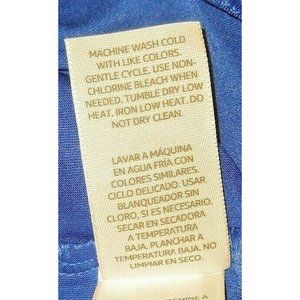 MACHINE WASH COLD
WITH LIKE COLORS.
GENTLE CYCLE. USE NON-
CHLORINE BLEACH WHEN
NEEDED. TUMBLE DRY LOW
HEAT. IRON LOW HEAT. DO
NOT DRY CLEAN.
LAVAR A MÁQUINA
EN AGUA FRÍA CON
COLORES SIMILARES.
CICLO DELICADO. USAR
BLANQUEADOR SIN
CLORO, SI ES NECESARIO.
SECAR EN SECADORA
A TEMPERATURA
BAJA. PLANCHAR A
TEMPERATURA BAJA. NO
LIMPIAR EN SECO.
MACHINE A